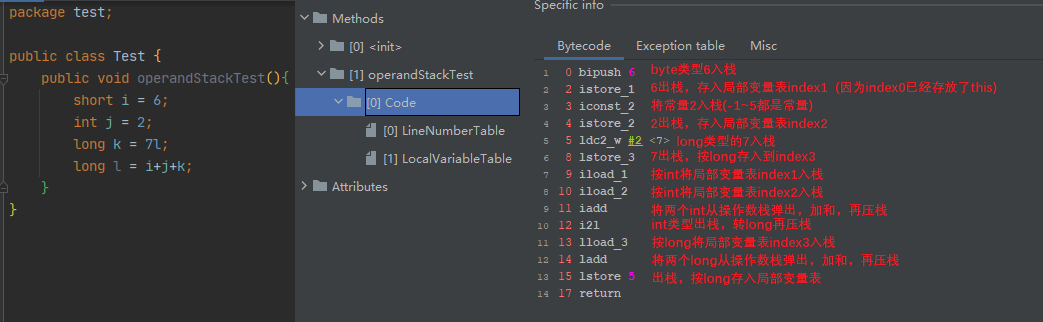 package test;
public class Test {
public void operandStackTest(){
short i = 6;
int j = 2;
long k = 7l;
long l = i+j+k;
}
}
Methods
[0] <init>
[1] operandStackTest
[0] Code
[0] LineNumberTable
[1] LocalVariableTable
Attributes
Specific info
Bytecode Exception table Misc
1 0 bipush 6 byte类型6入栈
2 2 istore_1 6出栈，存入局部变量表index1 (因为index0已经存放了this)
3 3 iconst_2 将常量2入栈(-1~5都是常量)
4 4 istore_2 2出栈，存入局部变量表index2
5 5 ldc2_w #2 <7> long类型的7入栈
6 8 lstore_3 7出栈，按long存入到index3
7 9 iload_1 按int将局部变量表index1入栈
8 10 iload_2 按int将局部变量表index2入栈
9 11 iadd 将两个int从操作数栈弹出，加和，再压栈
10 12 i2l int类型出栈，转long再压栈
11 13 lload_3 按long将局部变量表index3入栈
12 14 ladd 将两个long从操作数栈弹出，加和，再压栈
13 15 lstore 5 出栈，按long存入局部变量表
14 17 return